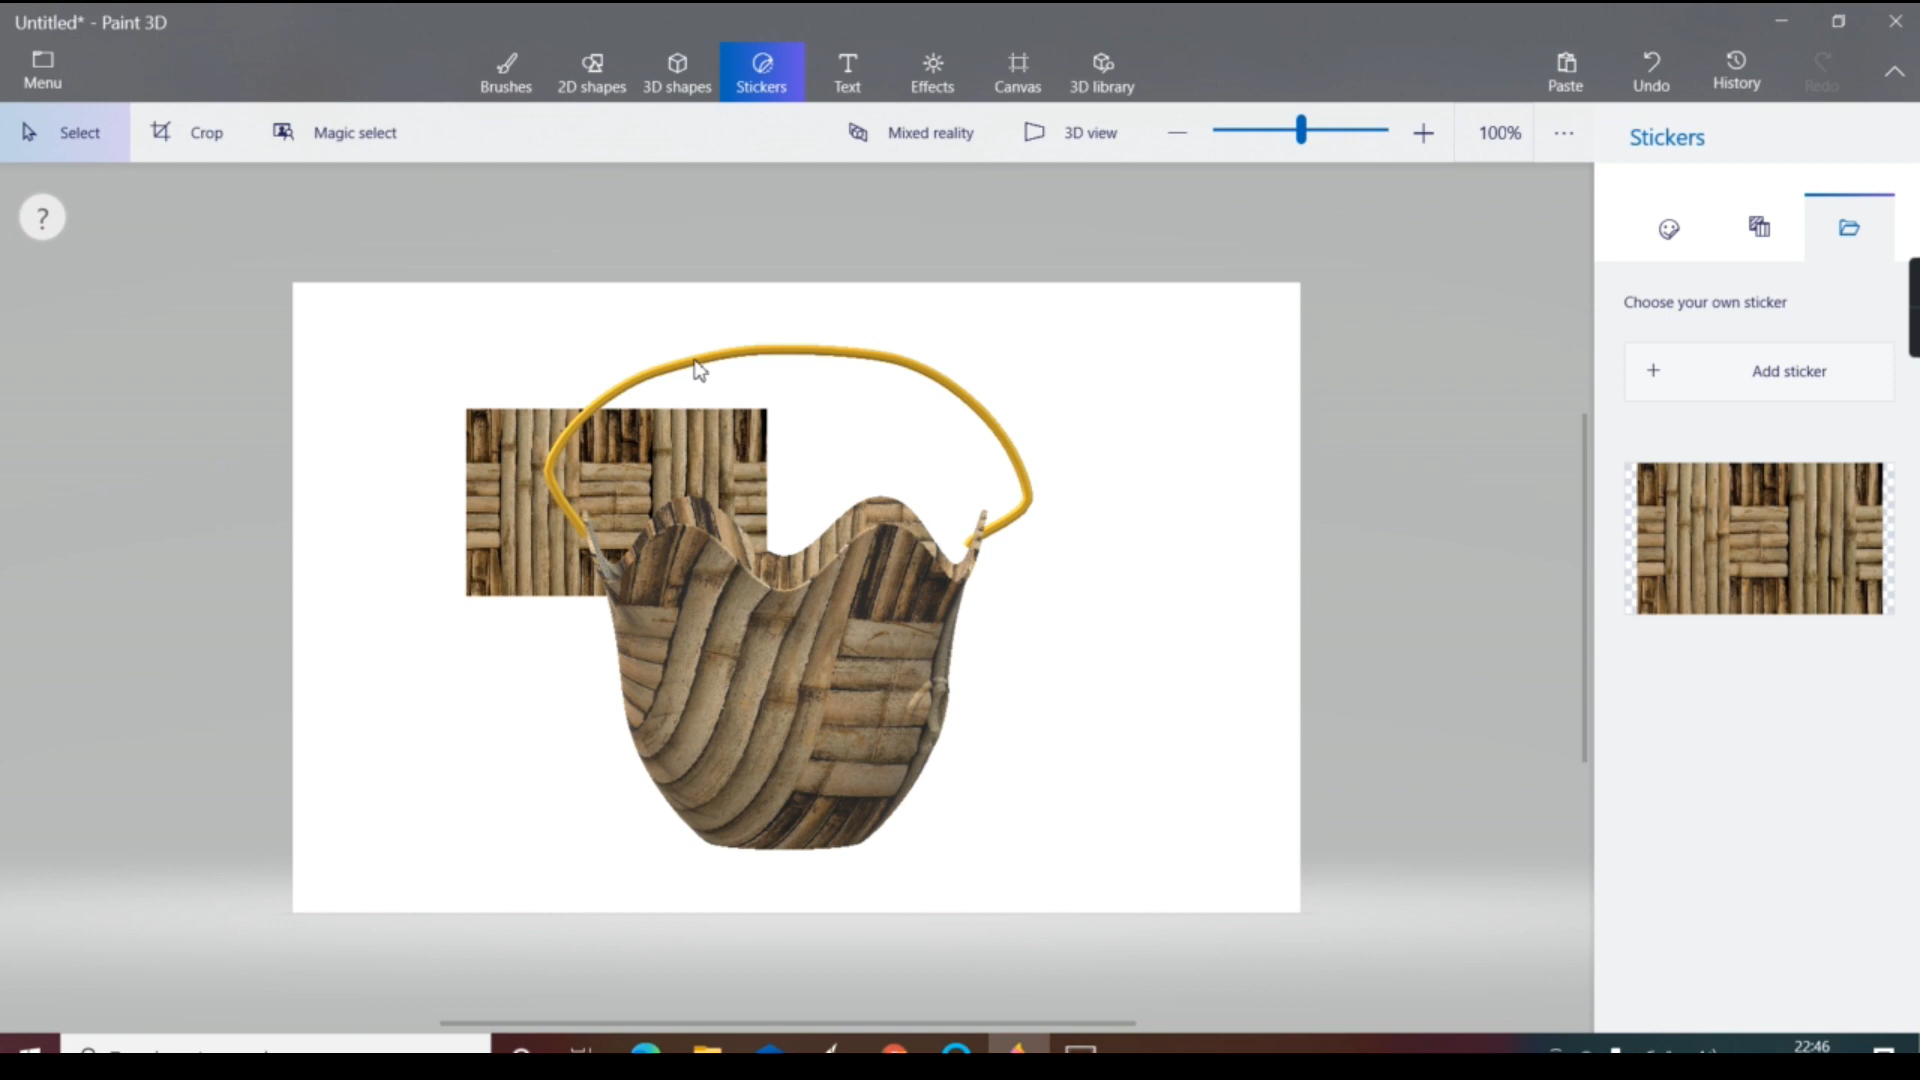 Untitled* - Paint 3D
Menu
Brushes
2D shapes
3D shapes
Stickers
Text
Effects
Canvas
3D library
Paste
Undo
History
Redo
Select
Crop
Magic select
Mixed reality
3D view
100%
Stickers
?
Choose your own sticker
Add sticker
22:46